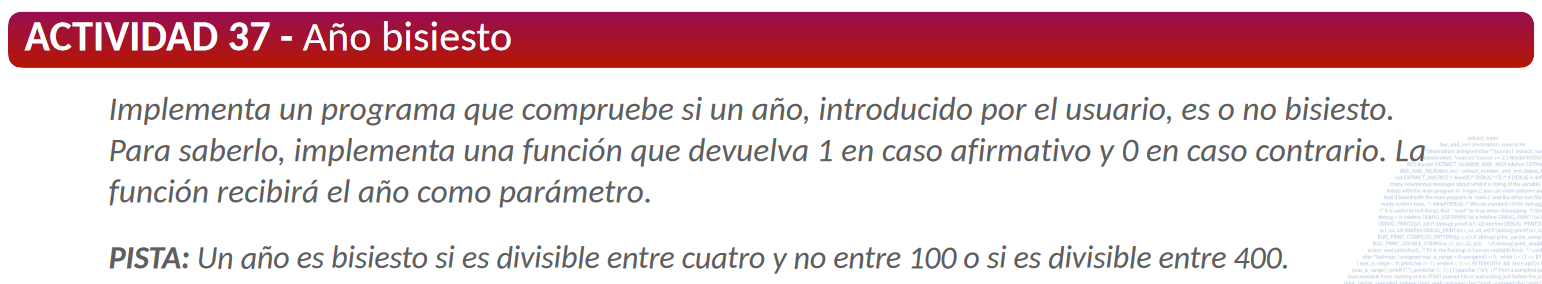 ACTIVIDAD 37 - Año bisiesto
Implementa un programa que compruebe si un año, introducido por el usuario, es o no bisiesto.
Para saberlo, implementa una función que devuelva 1 en caso afirmativo y 0 en caso contrario. La
función recibirá el año como parámetro.
PISTA: Un año es bisiesto si es divisible entre cuatro y no entre 100 o si es divisible entre 400.